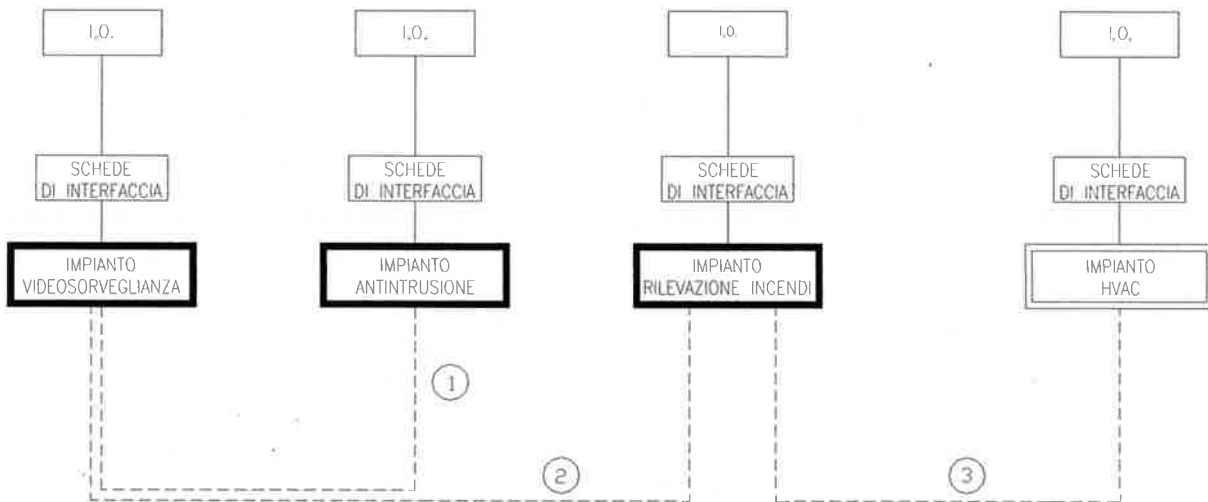 I.O.
I.O.
I.O.
I.O.
SCHEDE
DI INTERFACCIA
SCHEDE
DI INTERFACCIA
SCHEDE
DI INTERFACCIA
SCHEDE
DI INTERFACCIA
IMPIANTO
VIDEOSORVEGLIANZA
IMPIANTO
ANTINTRUSIONE
IMPIANTO
RILEVAZIONE INCENDI
IMPIANTO
HVAC
1
2
3